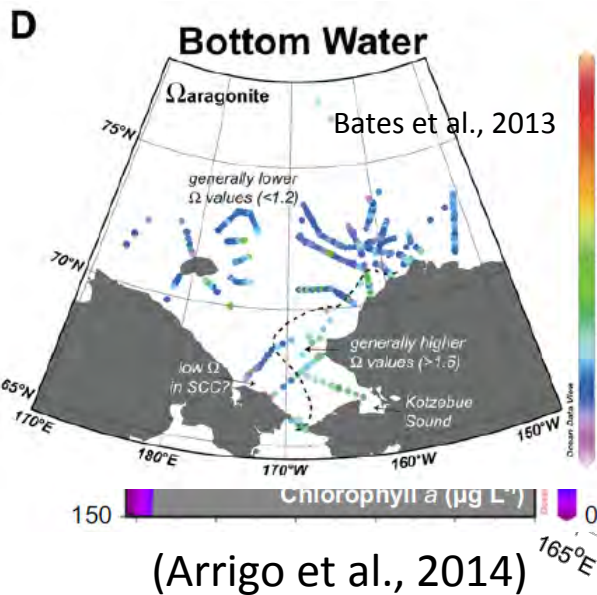 D
Bottom Water
Ωaragonite
Bates et al., 2013
75°N
generally lower
Ω values (<1.2)
70°N
generally higher
Ω values (>1.6)
low Ω
in SCC?
Kotzebue
Sound
65°N
170°E
180°E
170°W
160°W
150°W
Ocean Data View
Chlorophyll a (µg L⁻¹)
150
0
165°E
(Arrigo et al., 2014)